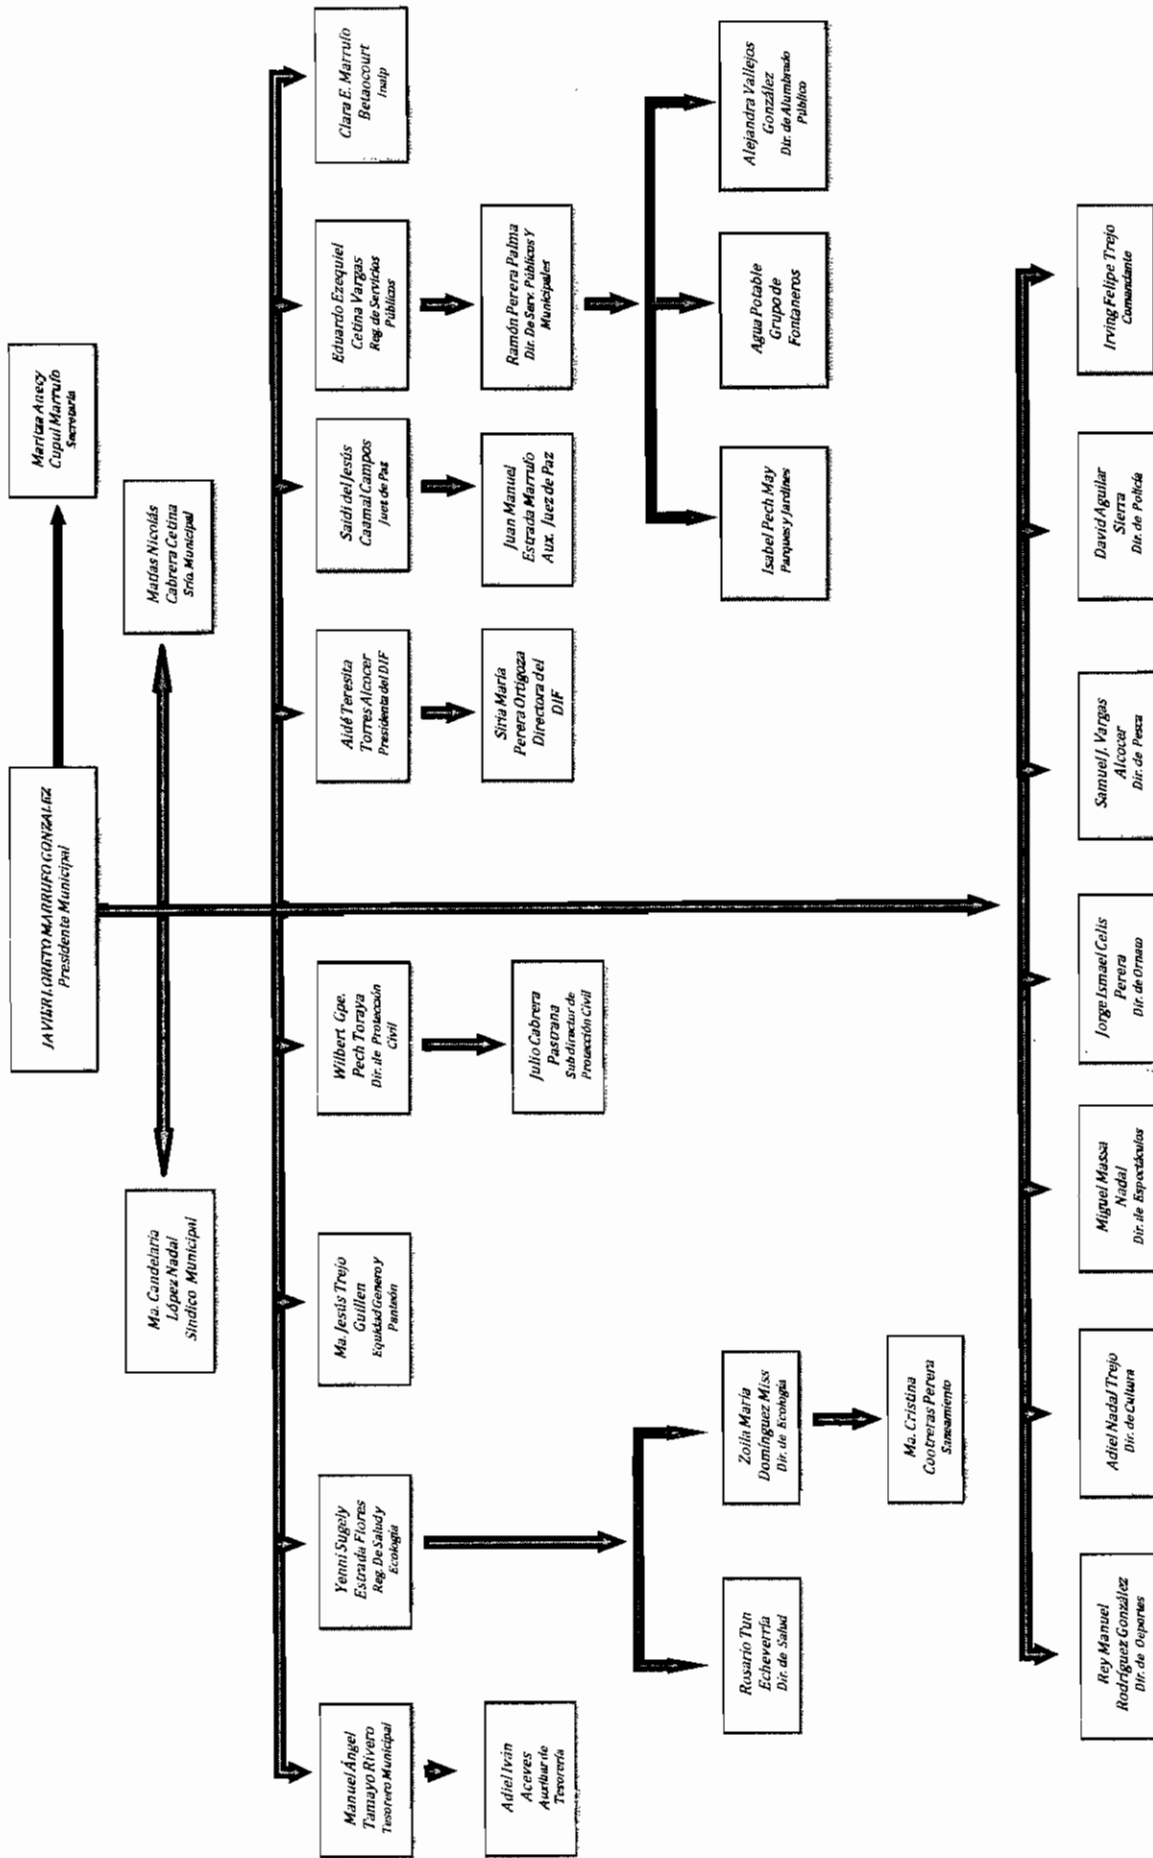 JAVIER LORETO MARRUFO GONZALEZ
Presidente Municipal
Maritza Anecy
Cupul Marrufo
Secretaria
Ma. Candelaria
López Nadal
Sindico Municipal
Matías Nicolás
Cabrera Cetina
Srio. Municipal
Manuel Ángel
Tamayo Rivero
Tesorero Municipal
Yenni Sugely
Estrada Flores
Reg. De Salud y
Ecología
Ma. Jesús Trejo
Guillen
Equidad Genero y
Panteón
Wilbert Gpe.
Pech Toraya
Dir. de Protección
Civil
Aidé Teresita
Torres Alcocer
Presidenta del DIF
Saidi del Jesús
Caamal Campos
Juez de Paz
Eduardo Ezequiel
Cetina Vargas
Reg. de Servicios
Públicos
Clara E. Marrufo
Betaocourt
Inaip
Adiel Iván
Aceves
Auxiliar de
Tesorería
Julio Cabrera
Pastrana
Sub director de
Protección Civil
Siria María
Perera Ortigoza
Directora del
DIF
Juan Manuel
Estrada Marrufo
Aux. Juez de Paz
Ramón Perera Palma
Dir. De Serv. Públicos Y
Municipales
Rosario Tun
Echeverría
Dir. de Salud
Zoila María
Domínguez Miss
Dir. de Ecología
Isabel Pech May
Parques y Jardines
Agua Potable
Grupo de
Fontaneros
Alejandra Vallejos
González
Dir. de Alumbrado
Público
Ma. Cristina
Cootreras Perera
Saneamiento
Rey Manuel
Rodríguez González
Dir. de Oeportes
Adiel Nadal Trejo
Dir. de Cultura
Miguel Massa
Nadal
Dir. de Espectáculos
Jorge Ismael Celis
Perera
Dir. de Ornato
Samuel J. Vargas
Alcocer
Dir. de Pesca
David Aguilar
Sierra
Dir. de Policía
Irving Felipe Trejo
Comandante